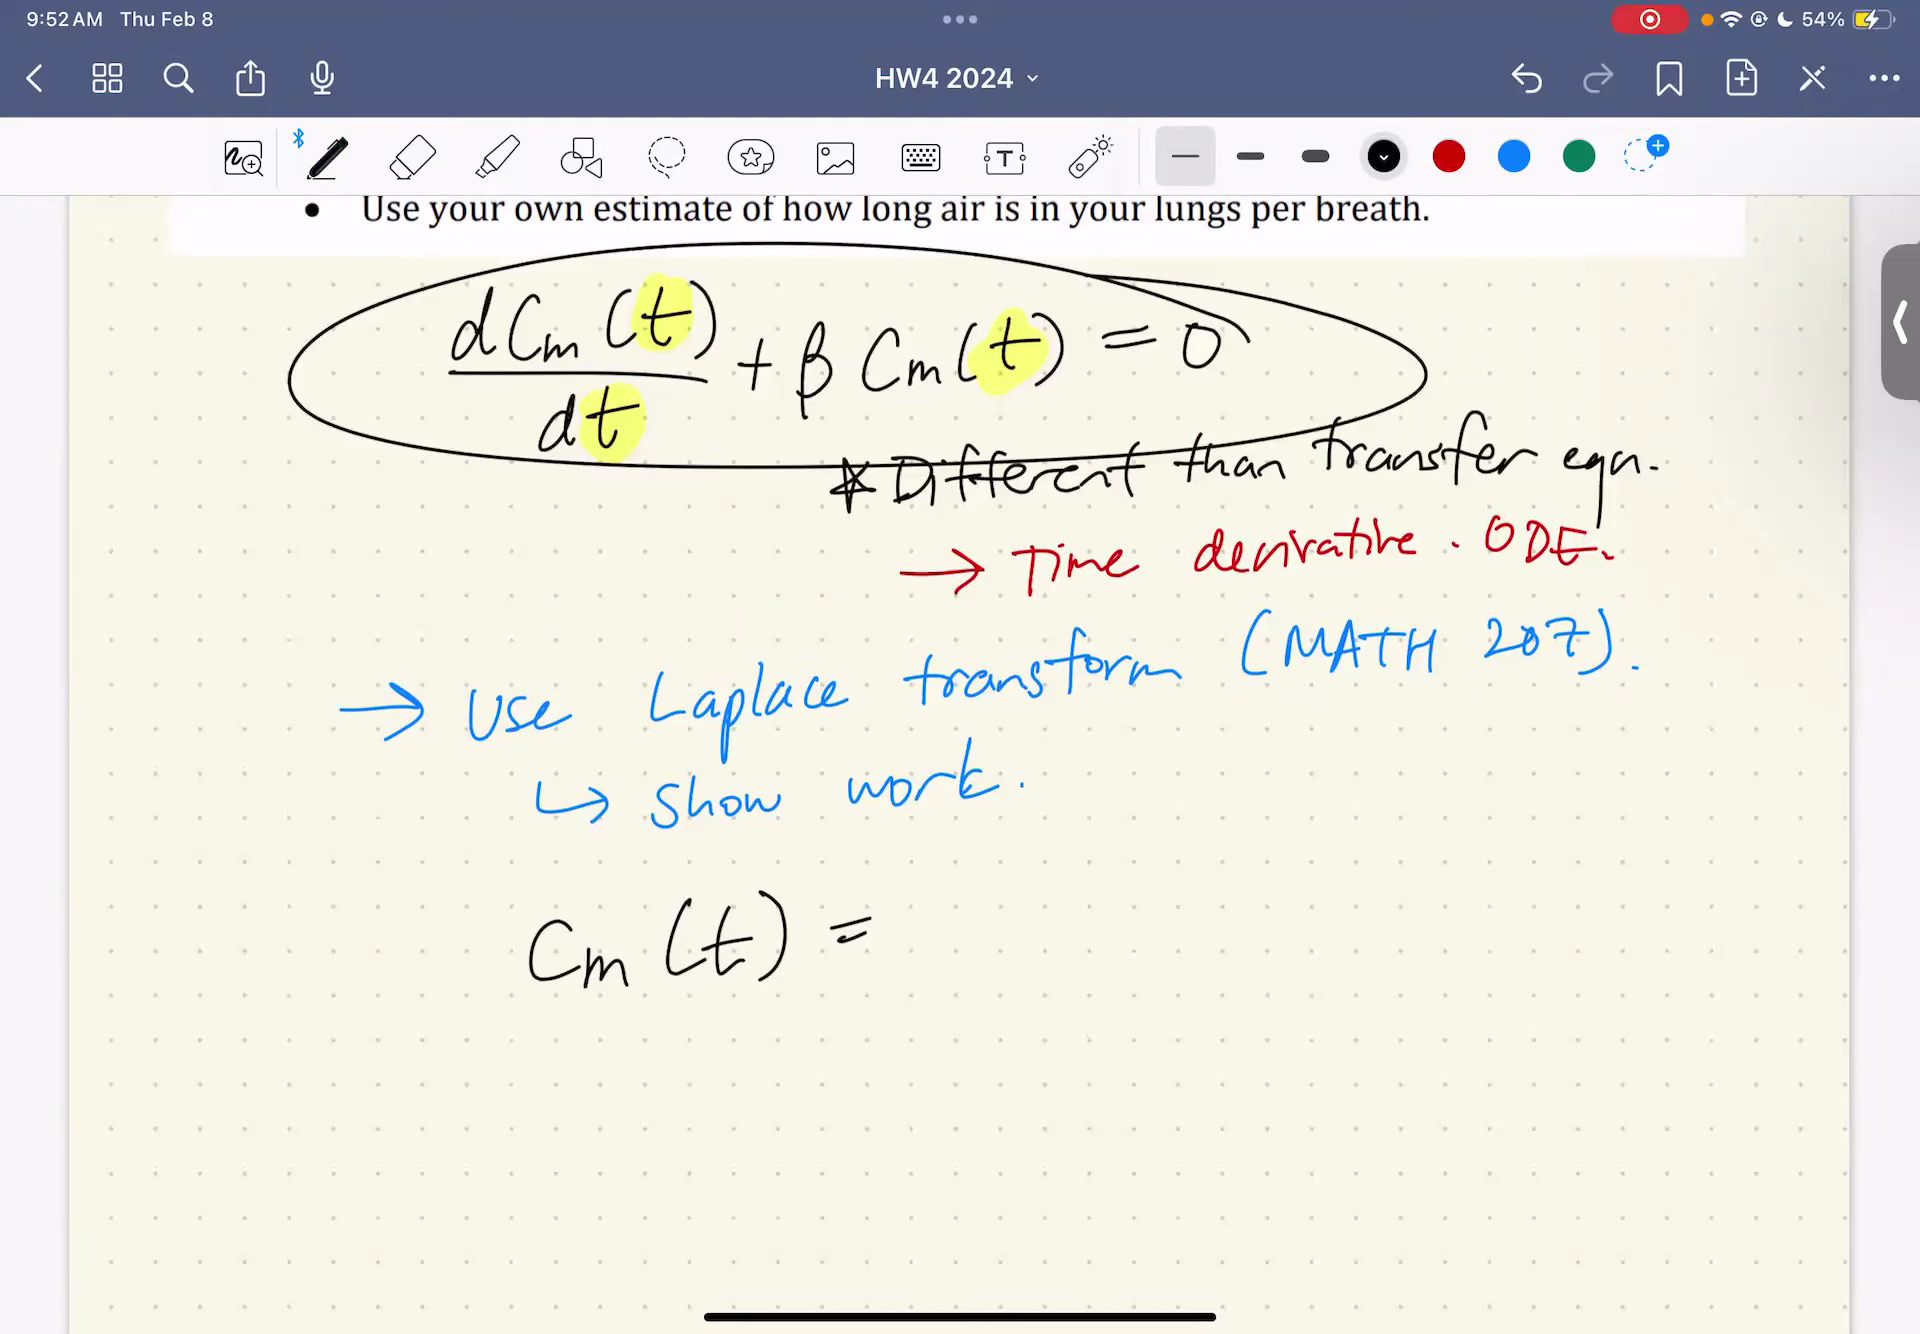 9:52 AM Thu Feb 8
54%
HW4 2024
T
• Use your own estimate of how long air is in your lungs per breath.
dCm(t)/dt + β Cm(t) = 0
* Different than transfer eqn.
→ Time derivative. ODE.
→ Use Laplace transform (MATH 207).
↳ Show work.
Cm(t) =